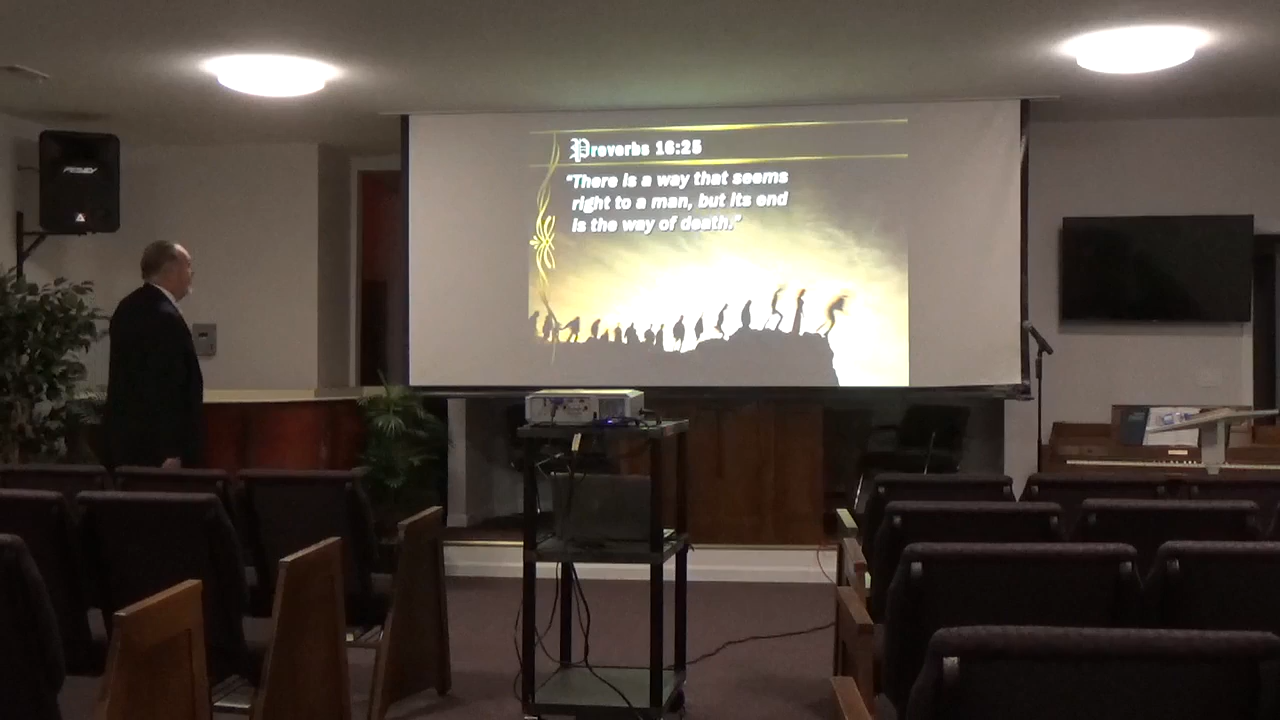 PEAVEY
Proverbs 16:25
"There is a way that seems
right to a man, but its end
is the way of death."